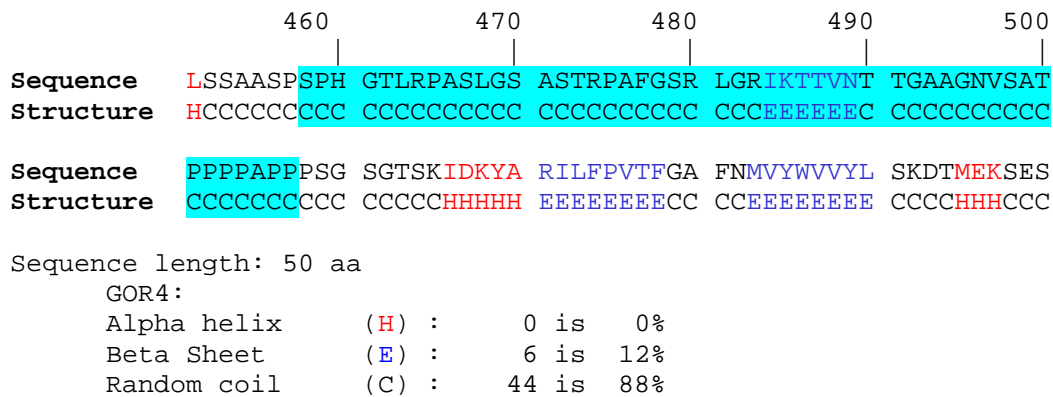 460 470 480 490 500
| | | | |
Sequence LSSAASPSPH GTLRPASLGS ASTRPAFGSR LGRIKTTVNT TGAAGNVSAT
Structure HCCCCCCCCC CCCCCCCCCC CCCCCCCCCC CCCEEEEEEC CCCCCCCCCC
Sequence PPPPAPPPSG SGTSKIDKYA RILFPVTFGA FNMVYWVVYL SKDTMEKSES
Structure CCCCCCCCCC CCCCCHHHHH EEEEEEEECC CCEEEEEEEE CCCCHHHCCC
Sequence length: 50 aa
GOR4:
Alpha helix (H) : 0 is 0%
Beta Sheet (E) : 6 is 12%
Random coil (C) : 44 is 88%